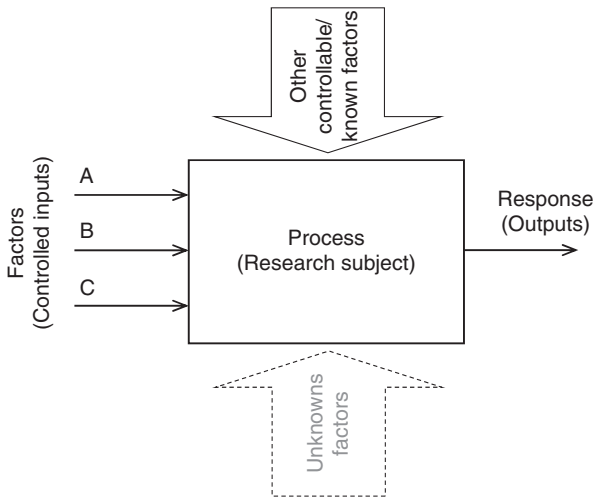 Other
controllable/
known factors
Factors
(Controlled inputs)
A
B
C
Process
(Research subject)
Response
(Outputs)
Unknowns
factors